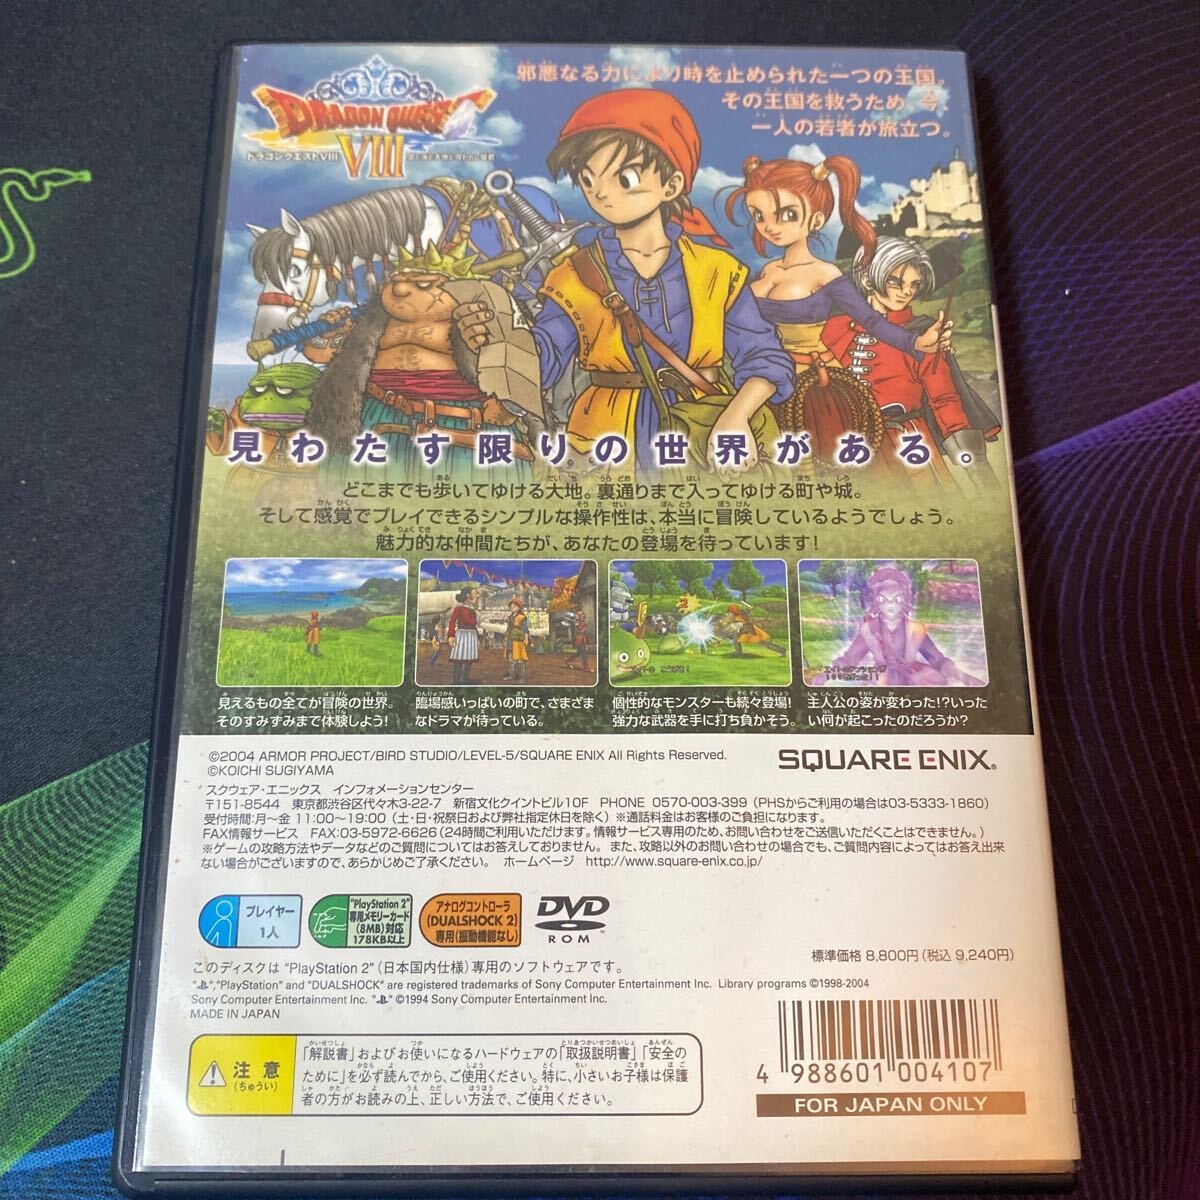 邪悪なる力により時を止められた一つの王国。
その王国を救うため、今、
一人の若者が旅立つ。
DRAGON QUEST
VIII
ドラゴンクエストVIII 空と海と大地と呪われし姫君
見わたす限りの世界がある。
どこまでも歩いてゆける大地。裏通りまで入ってゆける町や城。
そして感覚でプレイできるシンプルな操作性は、本当に冒険しているようでしょう。
魅力的な仲間たちが、あなたの登場を待っています!
見えるもの全てが冒険の世界。
そのすみずみまで体験しよう!
臨場感いっぱいの町で、さまざま
なドラマが待っている。
個性的なモンスターも続々登場!
強力な武器を手に打ち負かそう。
主人公の姿が変わった!?いった
い何が起こったのだろうか?
©2004 ARMOR PROJECT/BIRD STUDIO/LEVEL-5/SQUARE ENIX All Rights Reserved.
©KOICHI SUGIYAMA
SQUARE ENIX®
スクウェア・エニックス インフォメーションセンター
〒151-8544 東京都渋谷区代々木3-22-7 新宿文化クイントビル10F PHONE 0570-003-399 (PHSからご利用の場合は03-5333-1860)
受付時間:月〜金 11:00〜19:00 (土・日・祝祭日および弊社指定休日を除く) ※通話料金はお客様のご負担になります。
FAX情報サービス FAX:03-5972-6626 (24時間ご利用いただけます。情報サービス専用のため、お問い合わせをご送信いただくことはできません。)
※ゲームの攻略方法やデータなどのご質問についてはお答えしておりません。また、攻略以外のお問い合わせの場合でも、ご質問内容によってはお答え出来
ない場合がございますので、あらかじめご了承ください。 ホームページ http://www.square-enix.co.jp/
プレイヤー
1人
"PlayStation 2"
専用メモリーカード
(8MB)対応
178KB以上
アナログコントローラ
(DUALSHOCK 2)
専用(振動機能なし)
DVD
ROM
標準価格 8,800円 (税込 9,240円)
このディスクは "PlayStation 2" (日本国内仕様) 専用のソフトウェアです。
" ","PlayStation" and "DUALSHOCK" are registered trademarks of Sony Computer Entertainment Inc. Library programs ©1998-2004
Sony Computer Entertainment Inc. " " ©1994 Sony Computer Entertainment Inc.
MADE IN JAPAN
注意
(ちゅうい)
「解説書」およびお使いになるハードウェアの「取扱説明書」「安全の
ために」を必ず読んでから、ご使用ください。特に、小さいお子様は保護
者の方がお読みの上、正しい方法で、ご使用ください。
4 988601 004107
FOR JAPAN ONLY